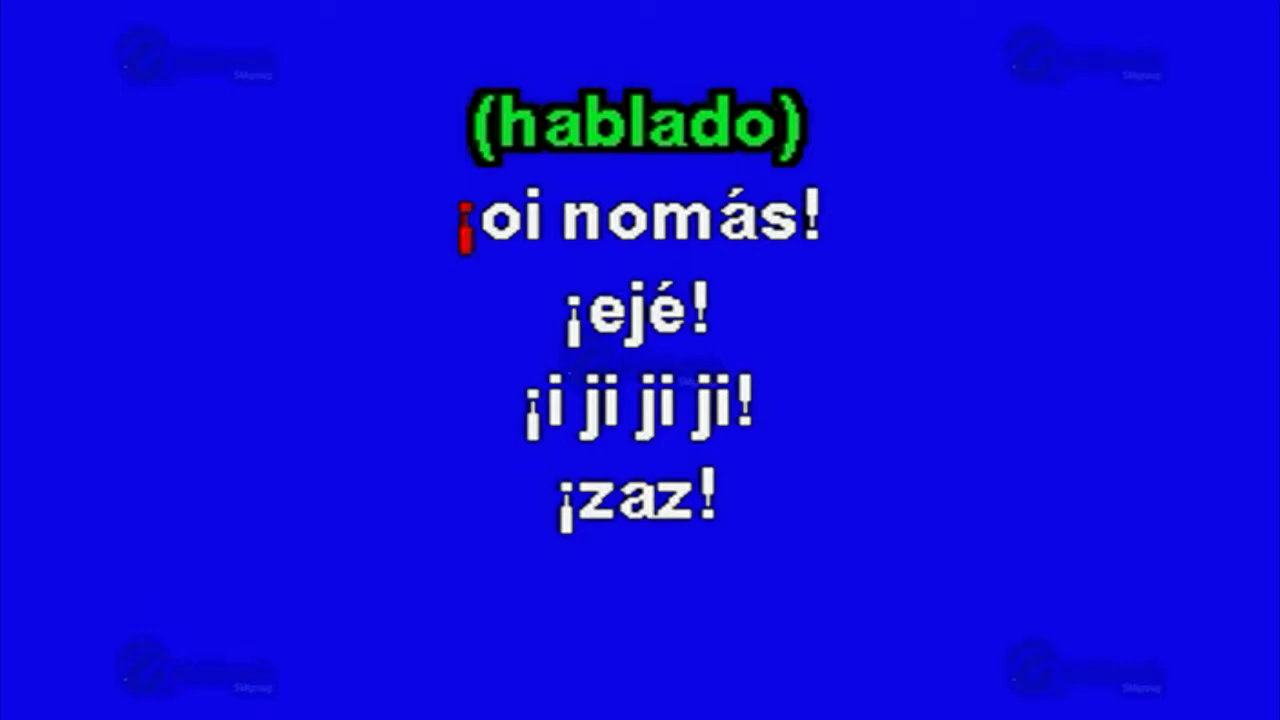 (hablado)
¡oi nomás!
¡ejé!
¡i ji ji ji!
¡zaz!